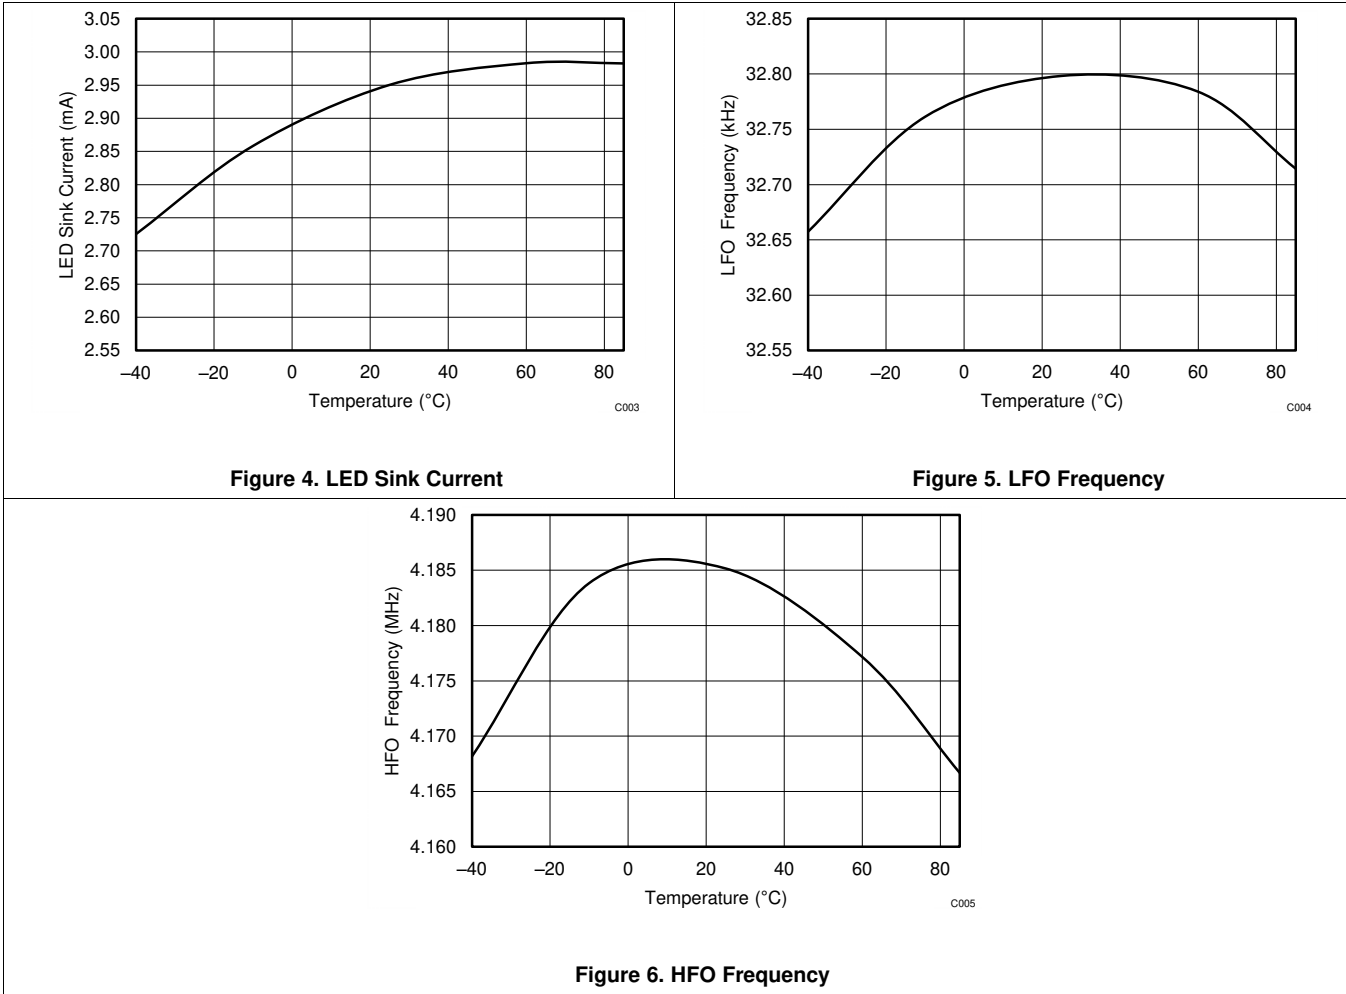 3.05
3.00
2.95
2.90
2.85
2.80
2.75
2.70
2.65
2.60
2.55
LED Sink Current (mA)
–40 –20 0 20 40 60 80
Temperature (°C)
C003
Figure 4. LED Sink Current
32.85
32.80
32.75
32.70
32.65
32.60
32.55
LFO Frequency (kHz)
–40 –20 0 20 40 60 80
Temperature (°C)
C004
Figure 5. LFO Frequency
4.190
4.185
4.180
4.175
4.170
4.165
4.160
HFO Frequency (MHz)
–40 –20 0 20 40 60 80
Temperature (°C)
C005
Figure 6. HFO Frequency